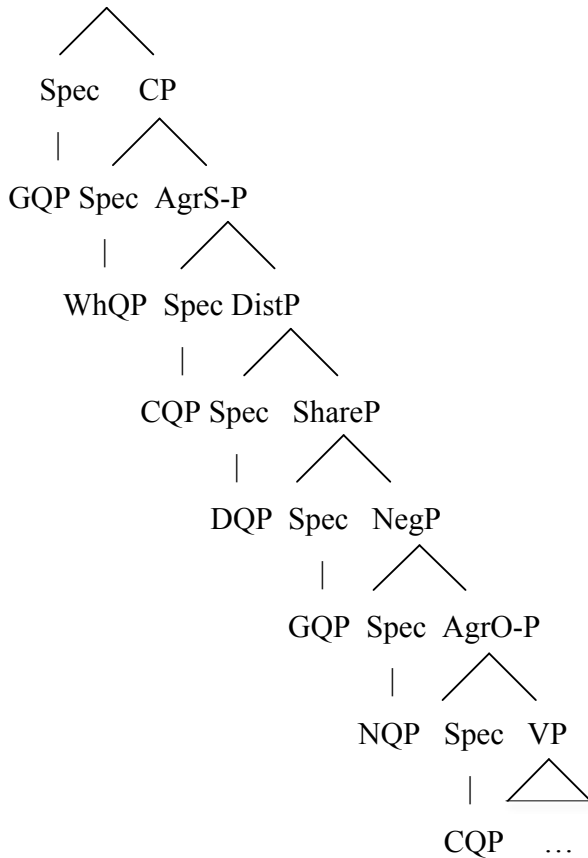 Spec CP
GQP Spec AgrS-P
WhQP Spec DistP
CQP Spec ShareP
DQP Spec NegP
GQP Spec AgrO-P
NQP Spec VP
CQP …